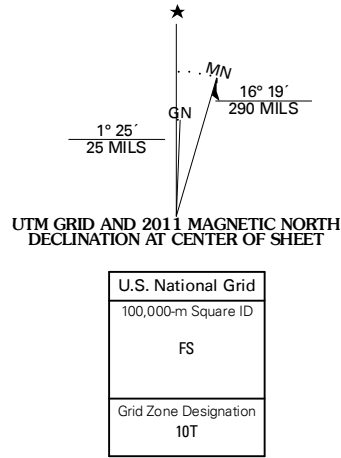 ★
MN
GN
16° 19´
290 MILS
1° 25´
25 MILS
UTM GRID AND 2011 MAGNETIC NORTH
DECLINATION AT CENTER OF SHEET
U.S. National Grid
100,000-m Square ID
FS
Grid Zone Designation
10T